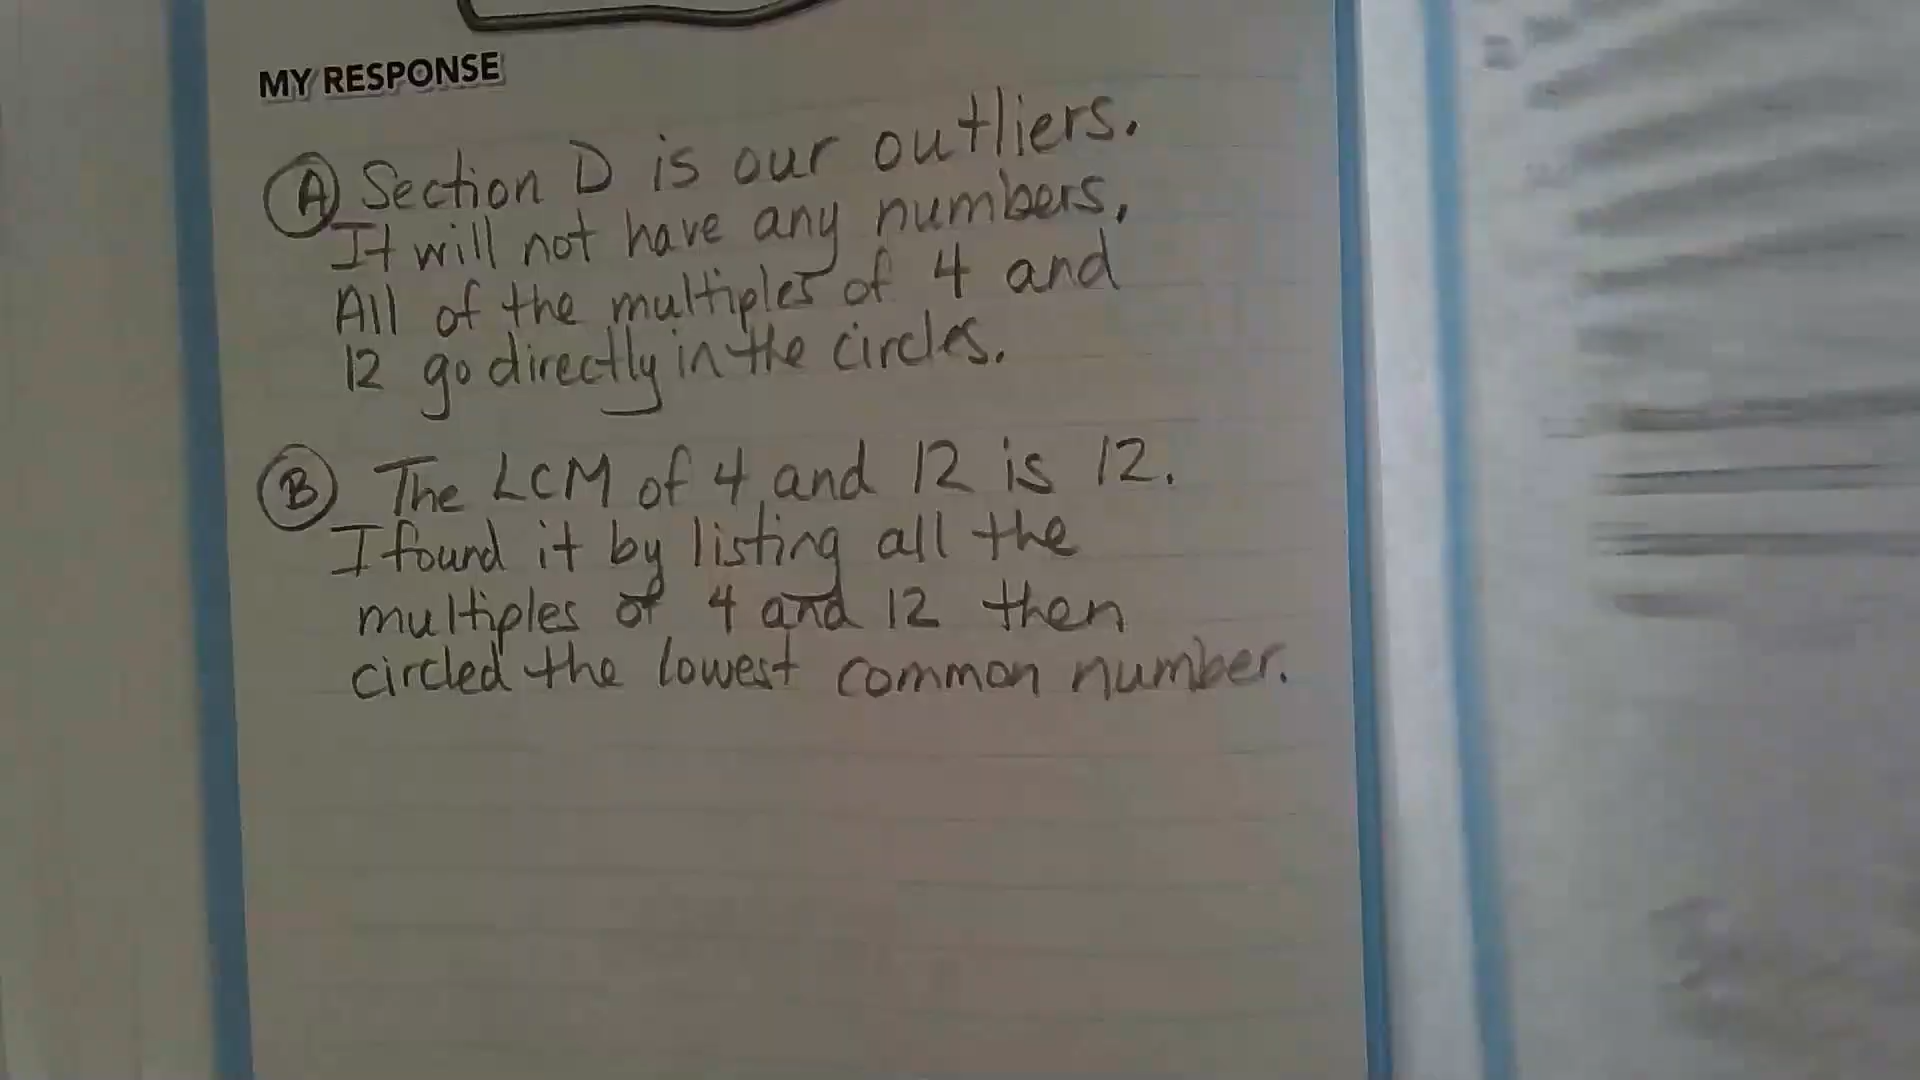 MY RESPONSE
Ⓐ Section D is our outliers.
It will not have any numbers.
All of the multiples of 4 and
12 go directly in the circles.
Ⓑ The LCM of 4 and 12 is 12.
I found it by listing all the
multiples of 4 and 12 then
circled the lowest common number.